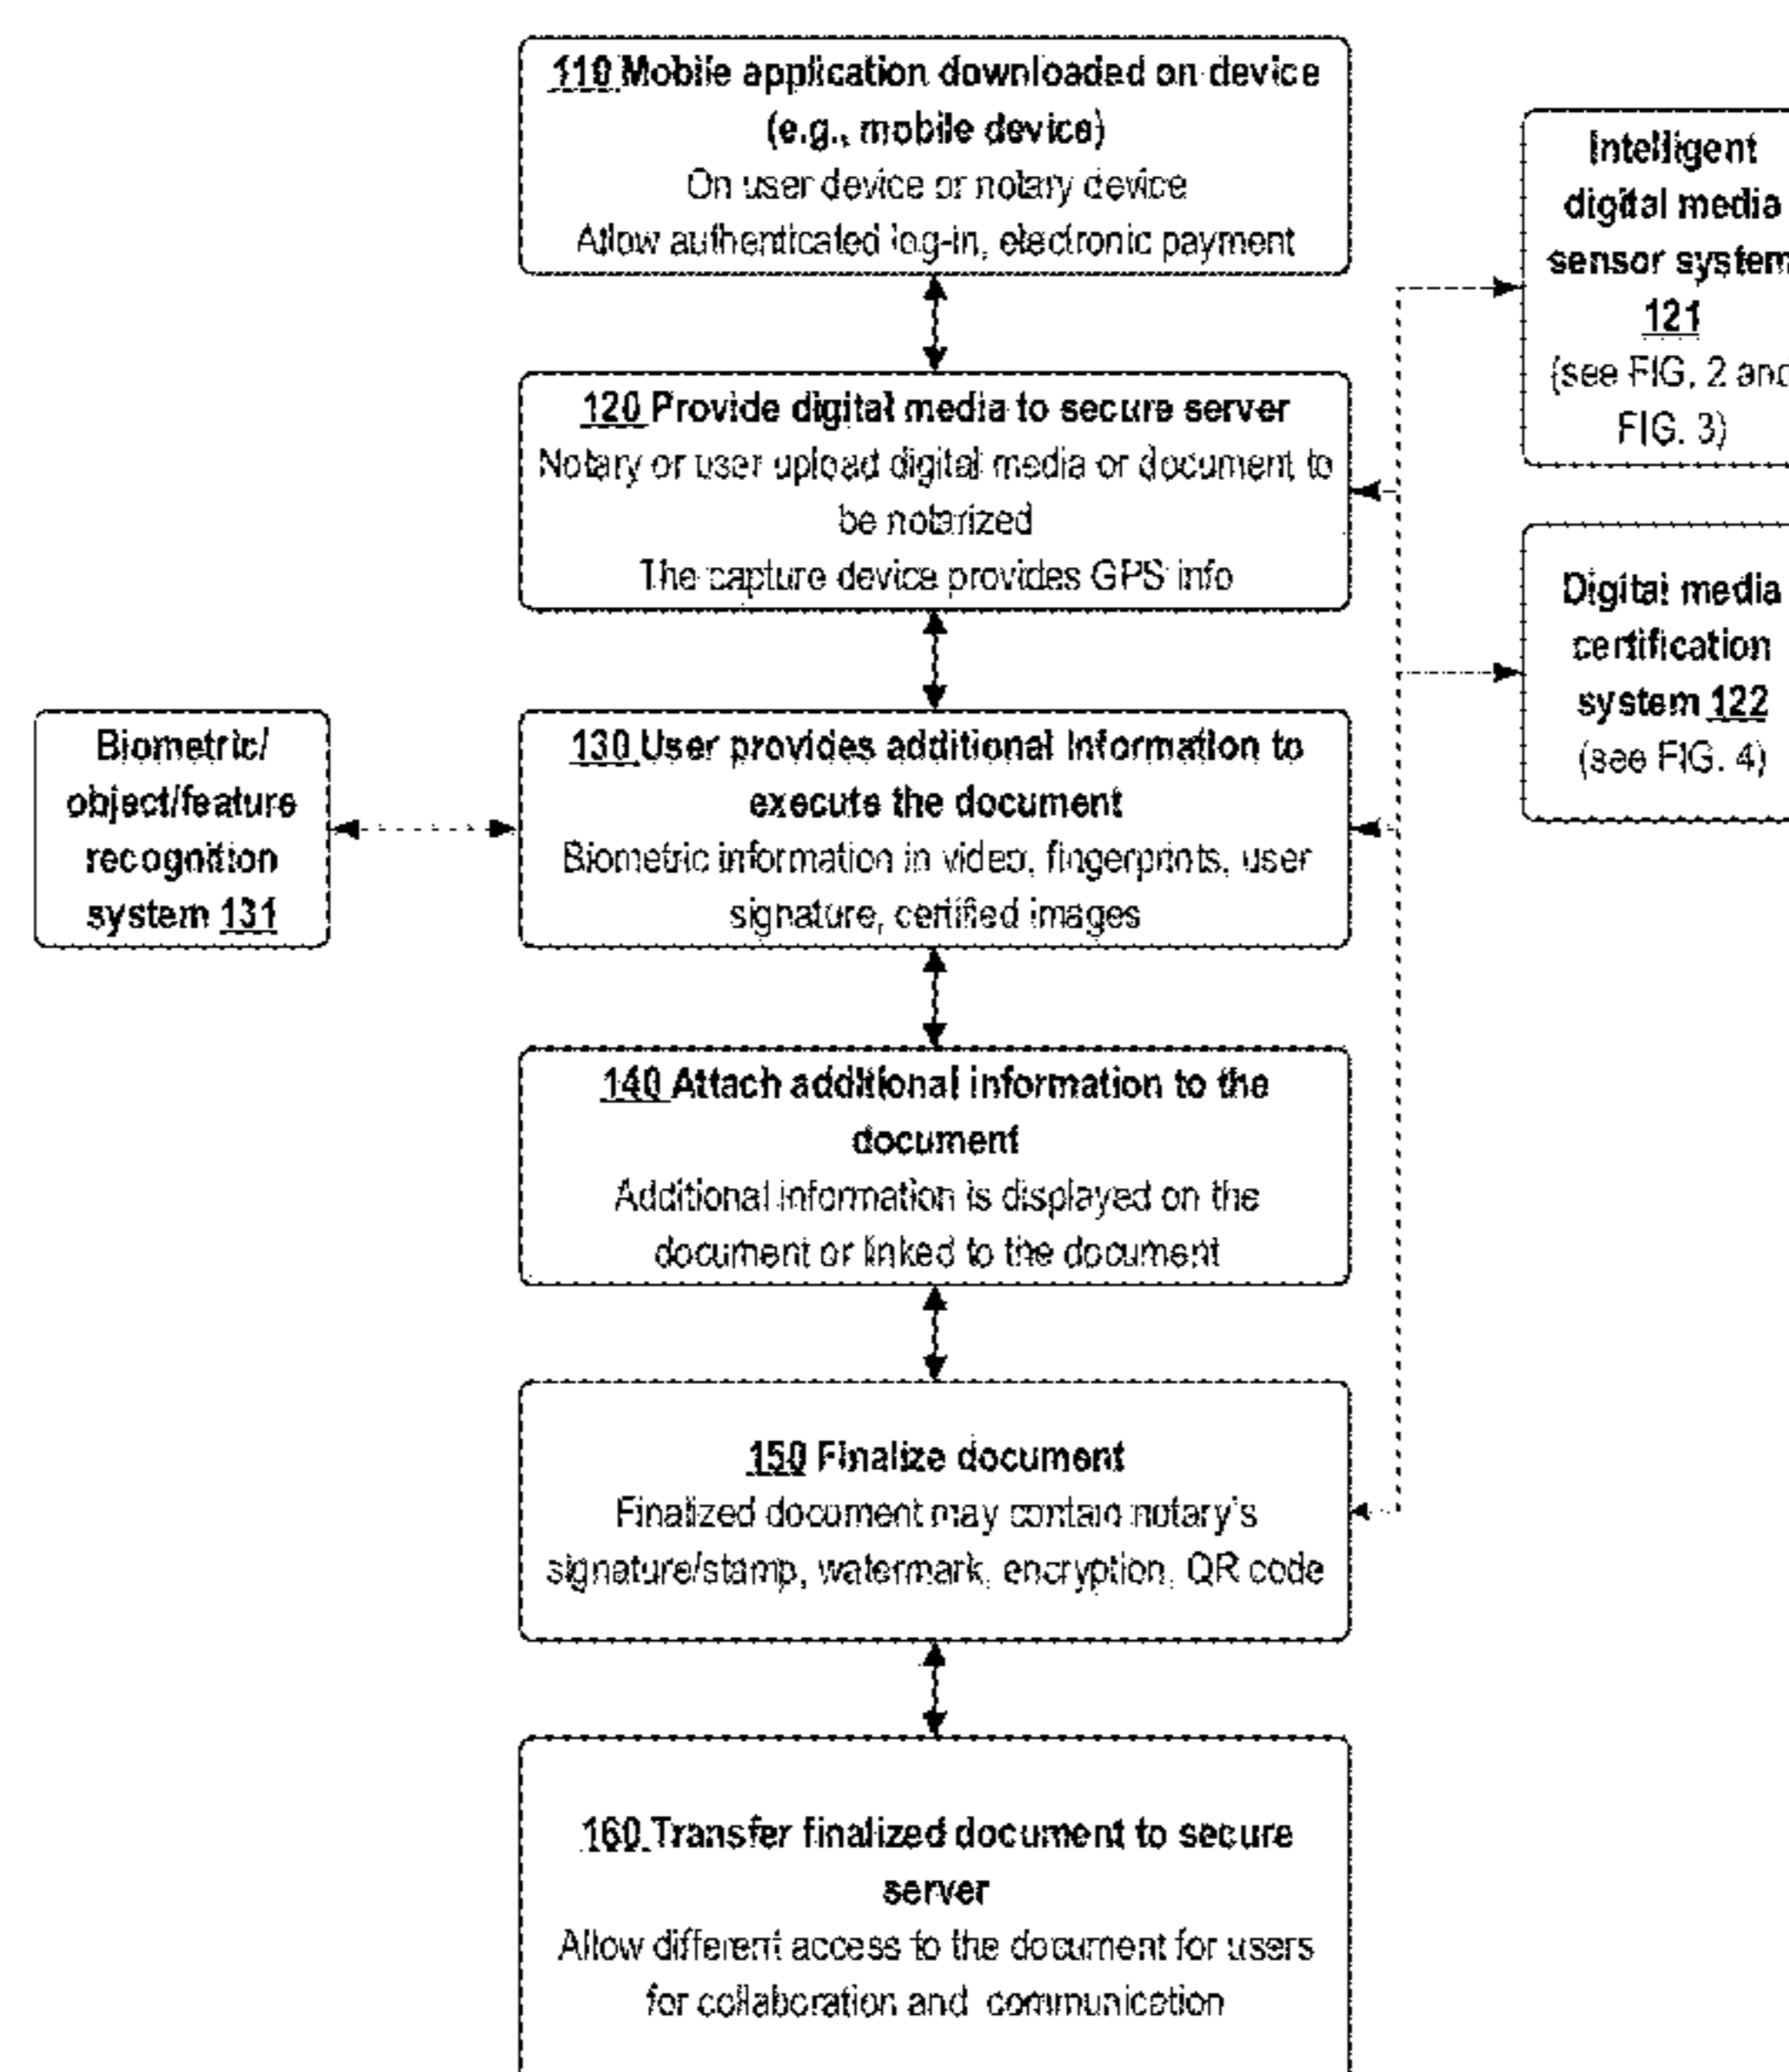 110 Mobile application downloaded on device
(e.g., mobile device)
On user device or notary device
Allow authenticated log-in, electronic payment
Intelligent
digital media
sensor system
121
(see FIG. 2 and
FIG. 3)
120 Provide digital media to secure server
Notary or user upload digital media or document to
be notarized
The capture device provides GPS info
Digital media
certification
system 122
(see FIG. 4)
Biometric/
object/feature
recognition
system 131
130 User provides additional information to
execute the document
Biometric information in video, fingerprints, user
signature, certified images
140 Attach additional information to the
document
Additional information is displayed on the
document or linked to the document
150 Finalize document
Finalized document may contain notary's
signature/stamp, watermark, encryption, QR code
160 Transfer finalized document to secure
server
Allow different access to the document for users
for collaboration and communication